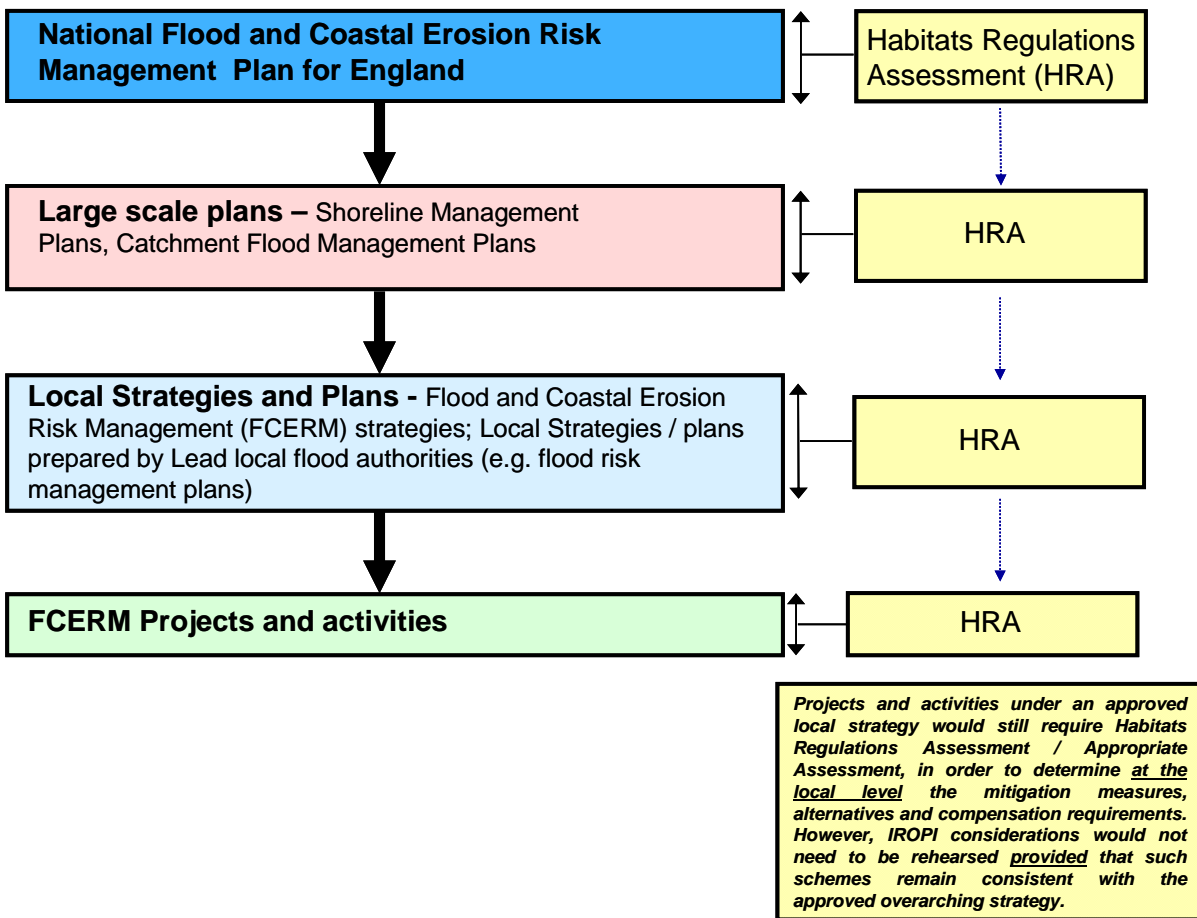 National Flood and Coastal Erosion Risk
Management Plan for England
Habitats Regulations
Assessment (HRA)
Large scale plans – Shoreline Management
Plans, Catchment Flood Management Plans
HRA
Local Strategies and Plans - Flood and Coastal Erosion
Risk Management (FCERM) strategies; Local Strategies / plans
prepared by Lead local flood authorities (e.g. flood risk
management plans)
HRA
FCERM Projects and activities
HRA
Projects and activities under an approved
local strategy would still require Habitats
Regulations Assessment / Appropriate
Assessment, in order to determine at the
local level the mitigation measures,
alternatives and compensation requirements.
However, IROPI considerations would not
need to be rehearsed provided that such
schemes remain consistent with the
approved overarching strategy.